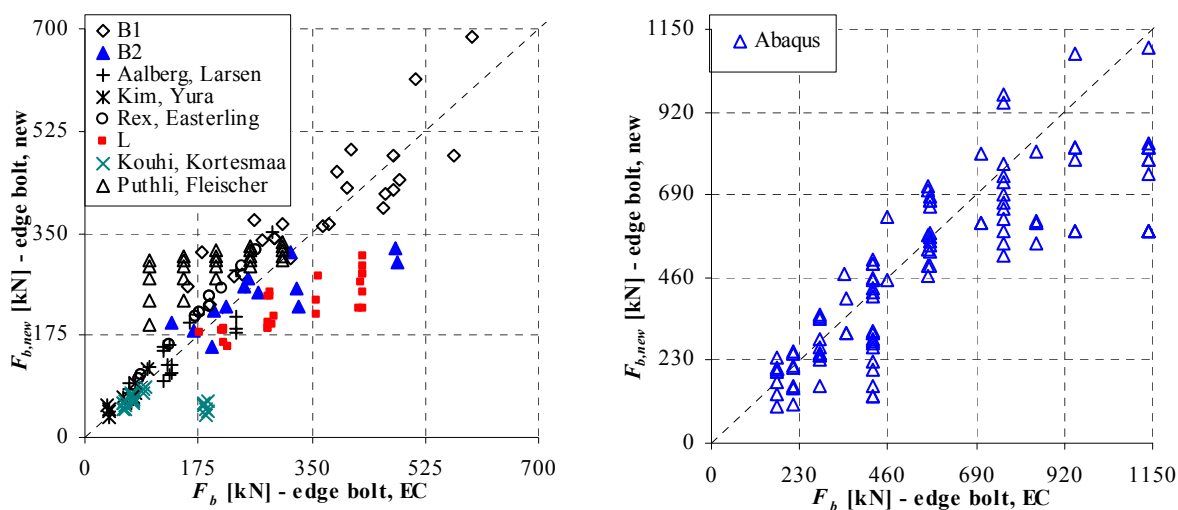 B1
B2
Aalberg, Larsen
Kim, Yura
Rex, Easterling
L
Kouhi, Kortesmaa
Puthli, Fleischer
700
525
350
175
0
0 175 350 525 700
F_b,new [kN] - edge bolt, new
F_b [kN] - edge bolt, EC
Abaqus
1150
920
690
460
230
0
0 230 460 690 920 1150
F_b,new [kN] - edge bolt, new
F_b [kN] - edge bolt, EC